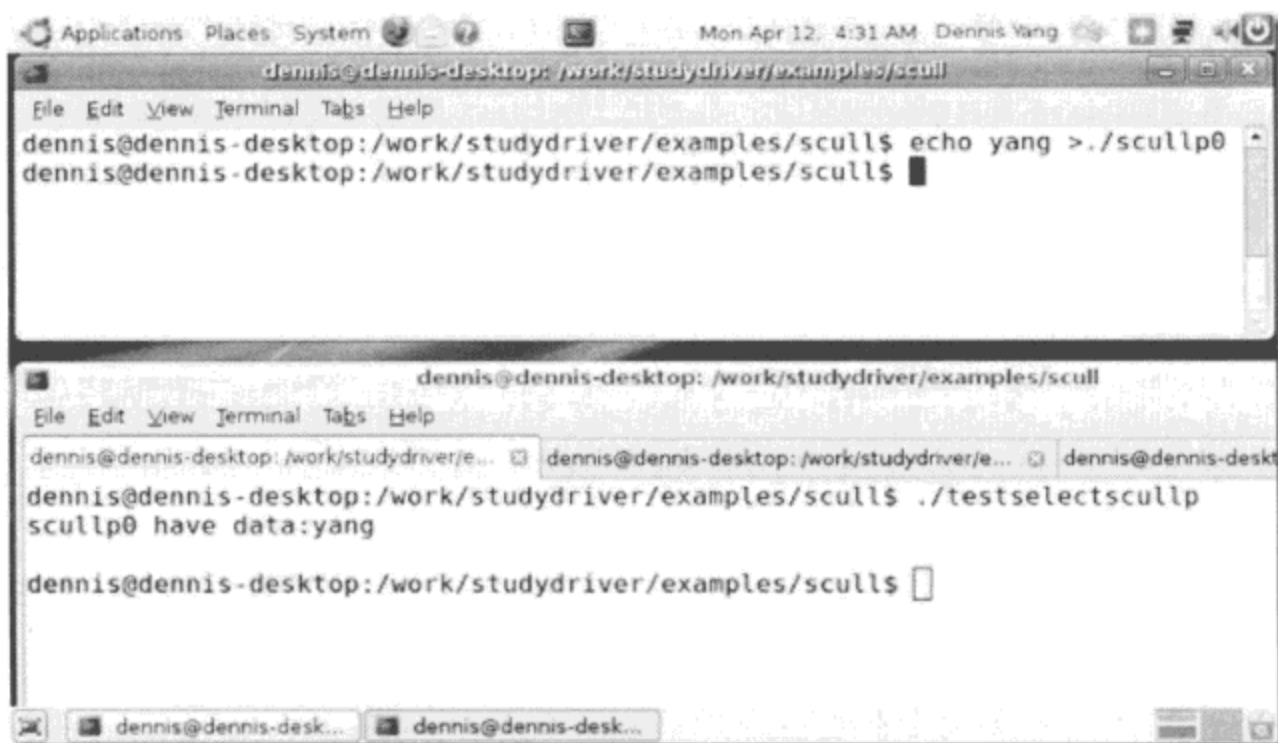 Applications Places System Mon Apr 12, 4:31 AM Dennis Yang
dennis@dennis-desktop: /work/studydriver/examples/scull
File Edit View Terminal Tabs Help
dennis@dennis-desktop:/work/studydriver/examples/scull$ echo yang >./scullp0
dennis@dennis-desktop:/work/studydriver/examples/scull$
dennis@dennis-desktop: /work/studydriver/examples/scull
File Edit View Terminal Tabs Help
dennis@dennis-desktop: /work/studydriver/e... dennis@dennis-desktop: /work/studydriver/e... dennis@dennis-deskt
dennis@dennis-desktop:/work/studydriver/examples/scull$ ./testselectscullp
scullp0 have data:yang
dennis@dennis-desktop:/work/studydriver/examples/scull$
dennis@dennis-desk... dennis@dennis-desk...